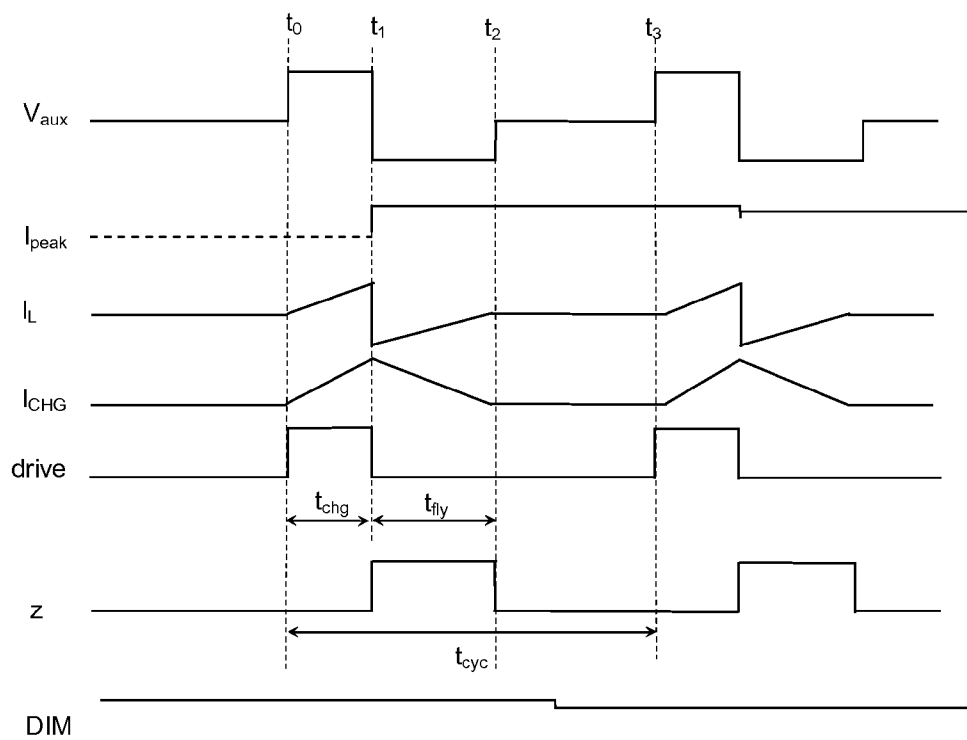 t0 t1 t2 t3
Vaux
Ipeak
IL
ICHG
drive
tchg tfly
z
tcyc
DIM